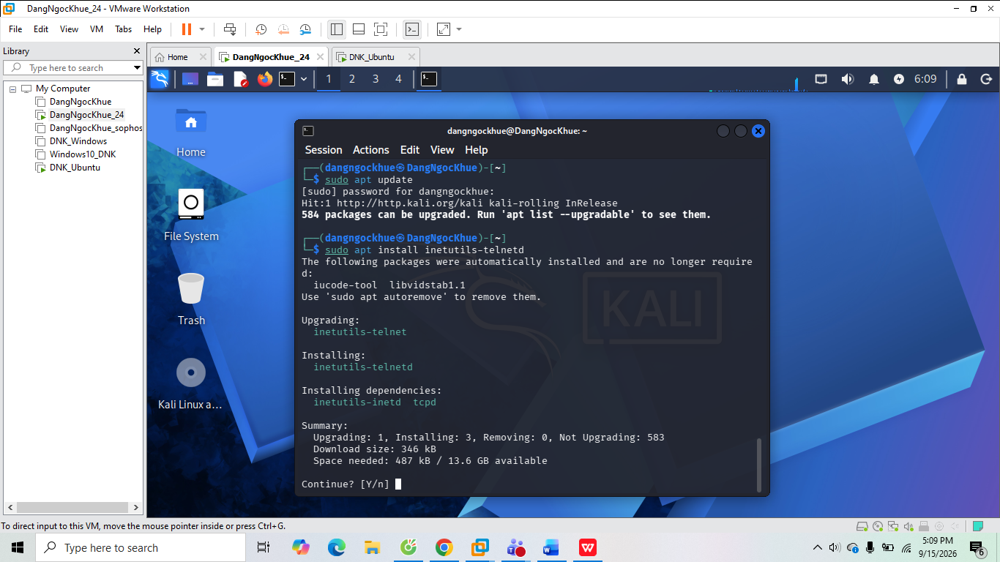 DangNgocKhue_24 - VMware Workstation
File Edit View VM Tabs Help
Library
Type here to search
My Computer
DangNgocKhue
DangNgocKhue_24
DangNgocKhue_sophos
DNK_Windows
Windows10_DNK
DNK_Ubuntu
Home DangNgocKhue_24 DNK_Ubuntu
1 2 3 4 6:09
Home
File System
Trash
Kali Linux a...
dangngockhue@DangNgocKhue: ~
Session Actions Edit View Help
┌──(dangngockhue㉿DangNgocKhue)-[~]
└─$ sudo apt update
[sudo] password for dangngockhue:
Hit:1 http://http.kali.org/kali kali-rolling InRelease
584 packages can be upgraded. Run 'apt list --upgradable' to see them.
┌──(dangngockhue㉿DangNgocKhue)-[~]
└─$ sudo apt install inetutils-telnetd
The following packages were automatically installed and are no longer require
d:
iucode-tool libvidstab1.1
Use 'sudo apt autoremove' to remove them.
Upgrading:
inetutils-telnet
Installing:
inetutils-telnetd
Installing dependencies:
inetutils-inetd tcpd
Summary:
Upgrading: 1, Installing: 3, Removing: 0, Not Upgrading: 583
Download size: 346 kB
Space needed: 487 kB / 13.6 GB available
Continue? [Y/n]
KALI
To direct input to this VM, move the mouse pointer inside or press Ctrl+G.
Type here to search
5:09 PM
9/15/2026
6